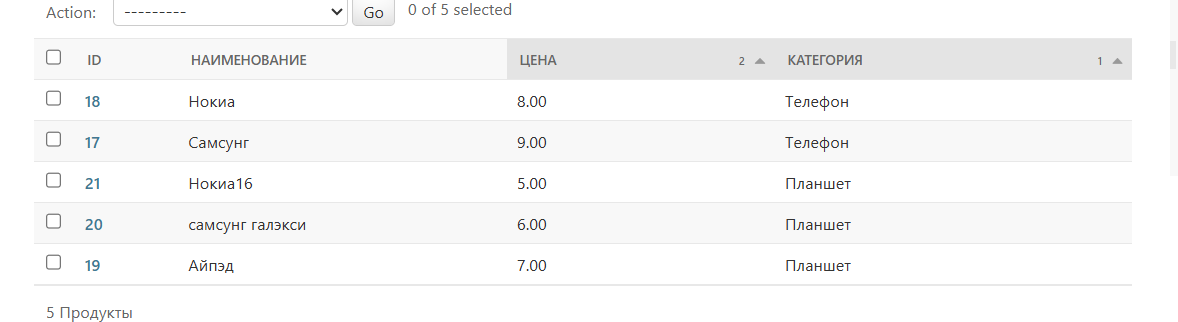 Action: --------- Go 0 of 5 selected
ID НАИМЕНОВАНИЕ ЦЕНА 2 КАТЕГОРИЯ 1
18 Нокиа 8.00 Телефон
17 Самсунг 9.00 Телефон
21 Нокиа16 5.00 Планшет
20 самсунг галэкси 6.00 Планшет
19 Айпэд 7.00 Планшет
5 Продукты